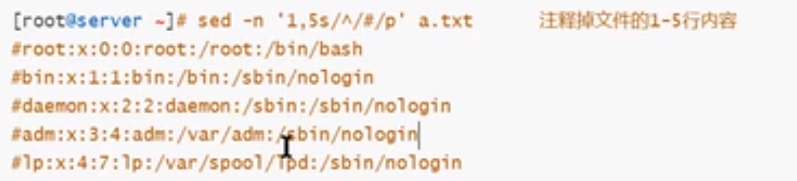 [root@server ~]# sed -n '1,5s/^/#/p' a.txt 注释掉文件的1-5行内容
#root:x:0:0:root:/root:/bin/bash
#bin:x:1:1:bin:/bin:/sbin/nologin
#daemon:x:2:2:daemon:/sbin:/sbin/nologin
#adm:x:3:4:adm:/var/adm:/sbin/nologin
#lp:x:4:7:lp:/var/spool/lpd:/sbin/nologin